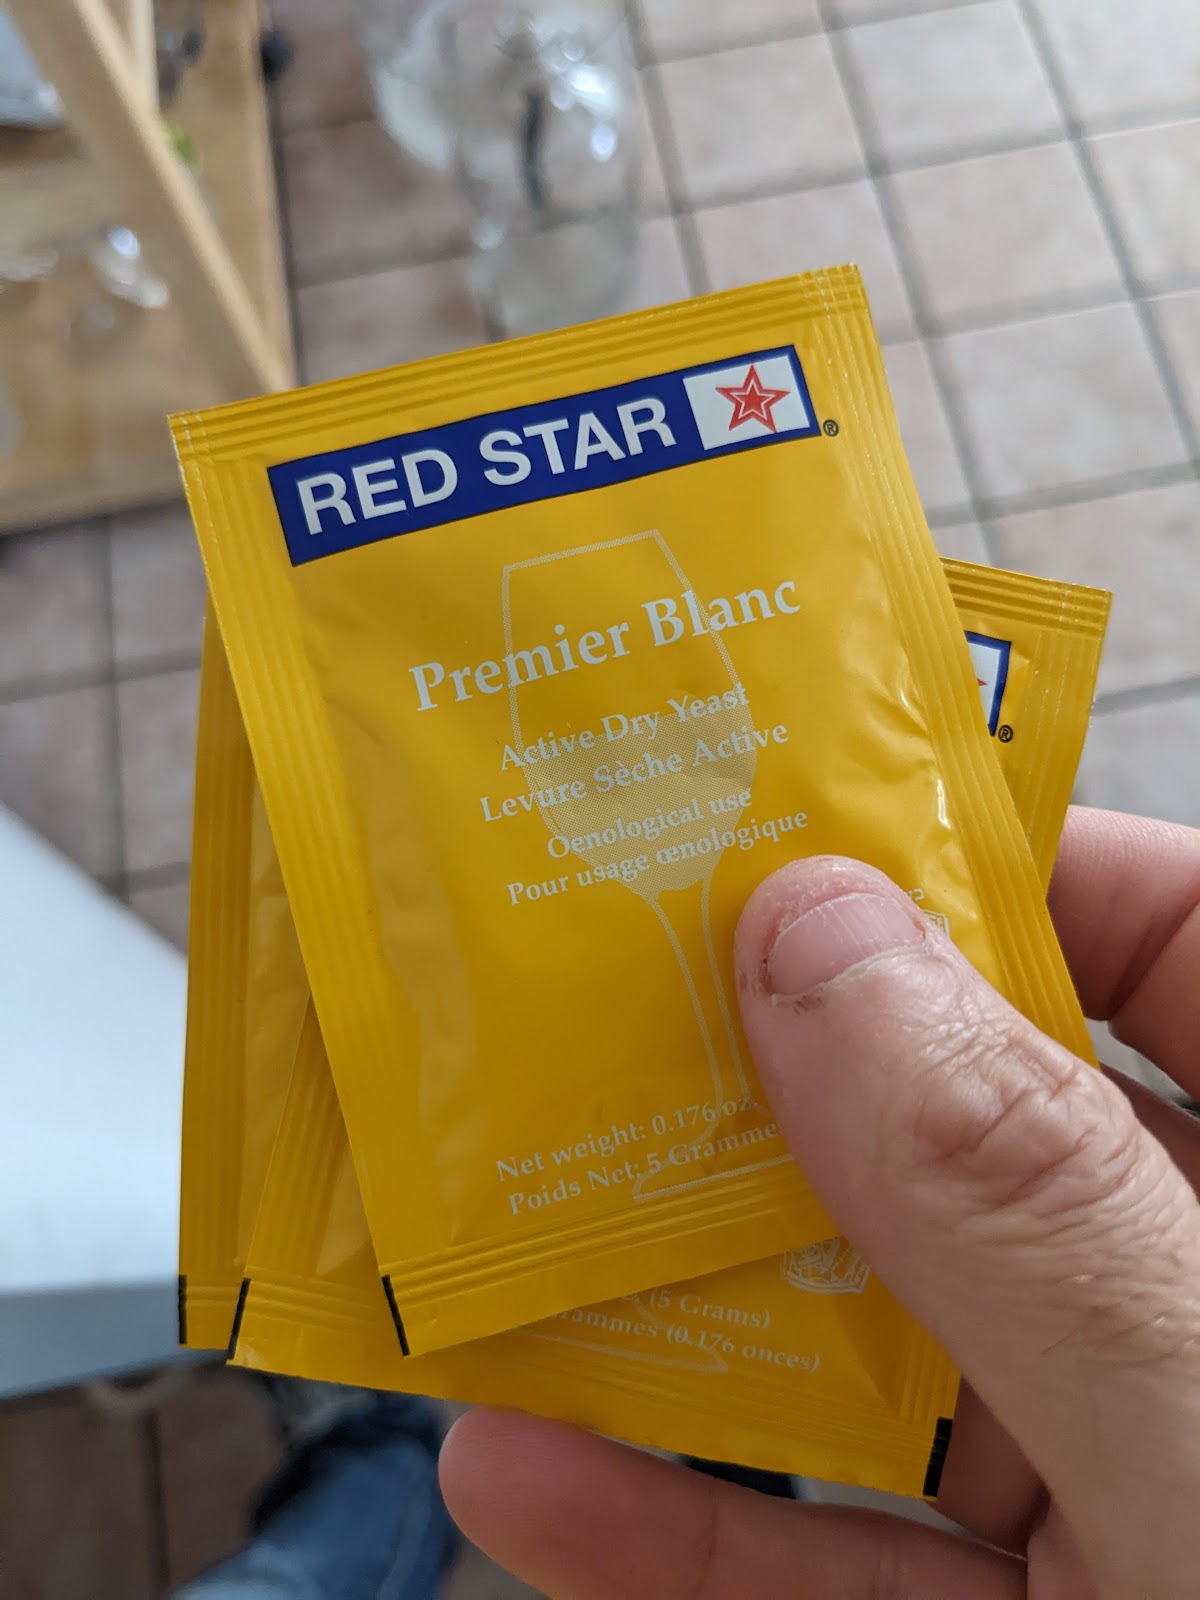 RED STAR
®
Premier Blanc
Active Dry Yeast
Levure Sèche Active
Oenological use
Pour usage œnologique
Net weight: 0.176 oz.
Poids Net: 5 Gramme
®
(5 Grams)
rammes (0.176 onces)